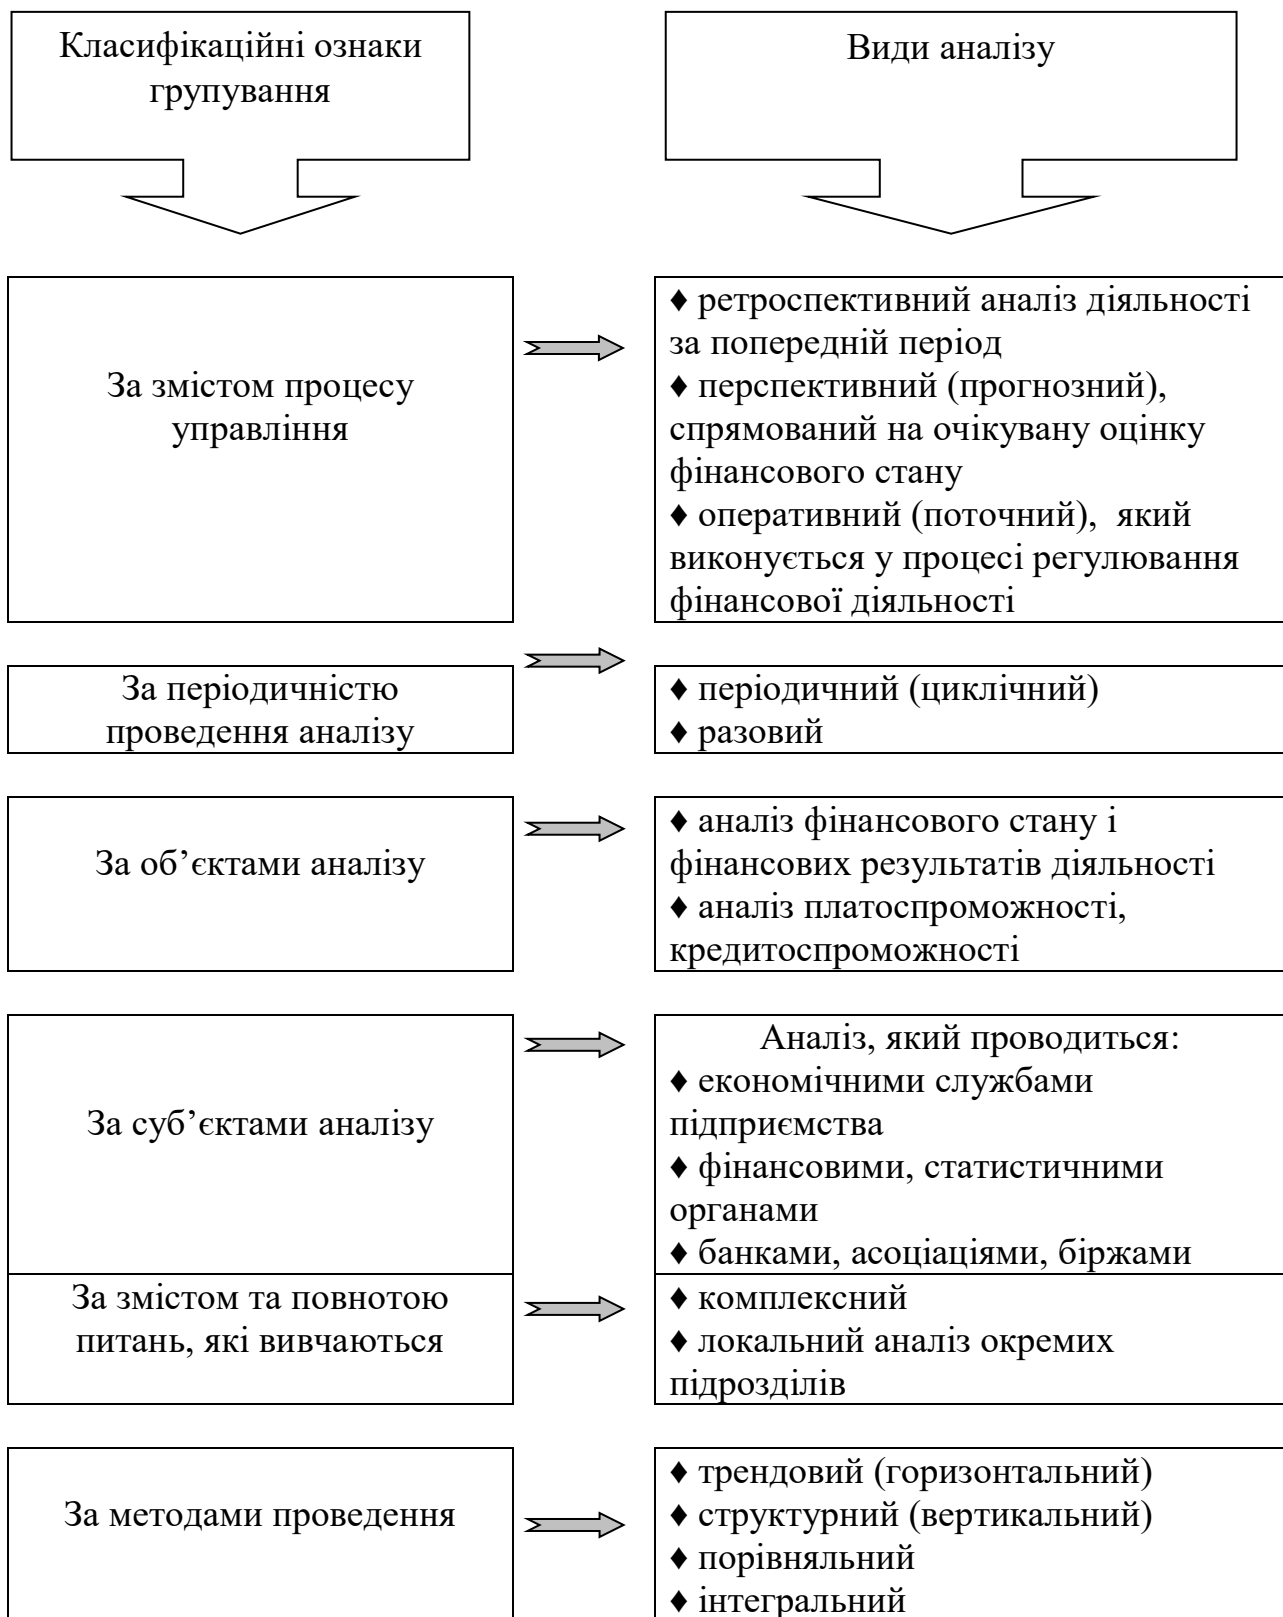 Класифікаційні ознаки
групування
Види аналізу
За змістом процесу
управління
♦ ретроспективний аналіз діяльності
за попередній період
♦ перспективний (прогнозний),
спрямований на очікувану оцінку
фінансового стану
♦ оперативний (поточний), який
виконується у процесі регулювання
фінансової діяльності
За періодичністю
проведення аналізу
♦ періодичний (циклічний)
♦ разовий
За об’єктами аналізу
♦ аналіз фінансового стану і
фінансових результатів діяльності
♦ аналіз платоспроможності,
кредитоспроможності
За суб’єктами аналізу
Аналіз, який проводиться:
♦ економічними службами
підприємства
♦ фінансовими, статистичними
органами
♦ банками, асоціаціями, біржами
За змістом та повнотою
питань, які вивчаються
♦ комплексний
♦ локальний аналіз окремих
підрозділів
За методами проведення
♦ трендовий (горизонтальний)
♦ структурний (вертикальний)
♦ порівняльний
♦ інтегральний